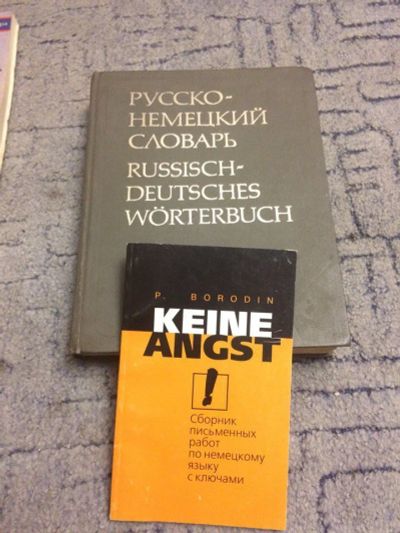 РУССКО-
НЕМЕЦКИЙ
СЛОВАРЬ
RUSSISCH-
DEUTSCHES
WÖRTERBUCH
P. BORODIN
KEINE
ANGST
!
Сборник
письменных
работ
по немецкому
языку
с ключами